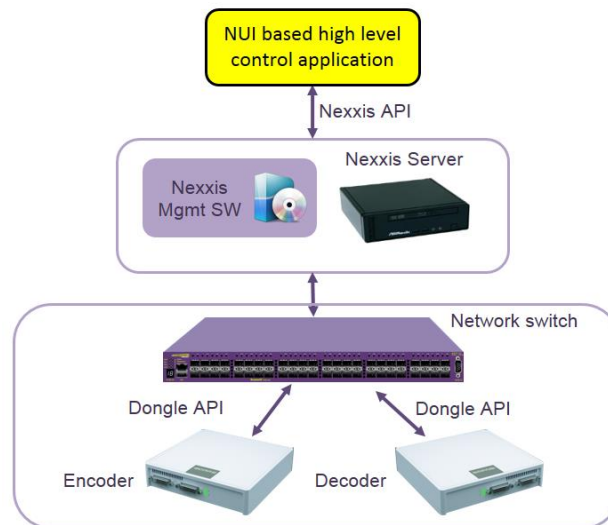 NUI based high level
control application
Nexxis API
Nexxis Server
Nexxis
Mgmt SW
Network switch
Dongle API
Dongle API
Encoder
Decoder